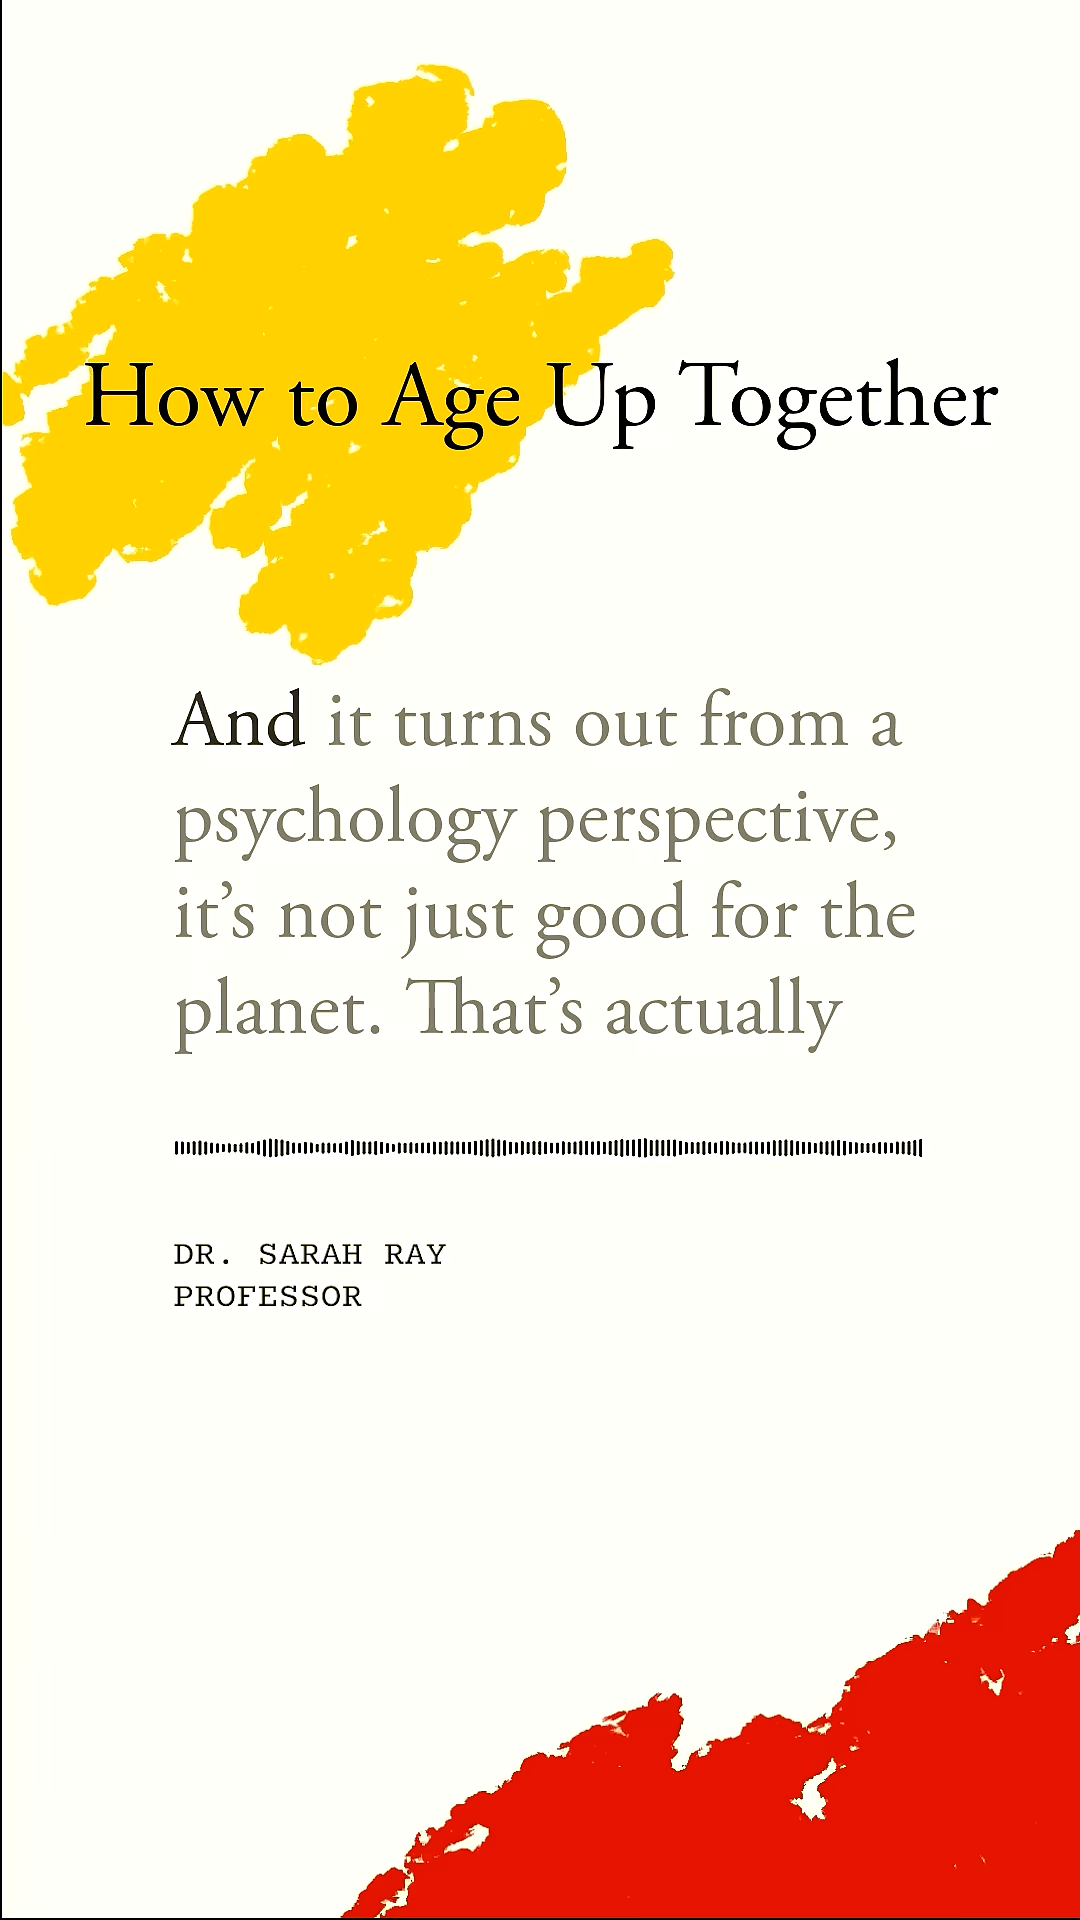 How to Age Up Together
And it turns out from a
psychology perspective,
it’s not just good for the
planet. That’s actually
DR. SARAH RAY
PROFESSOR